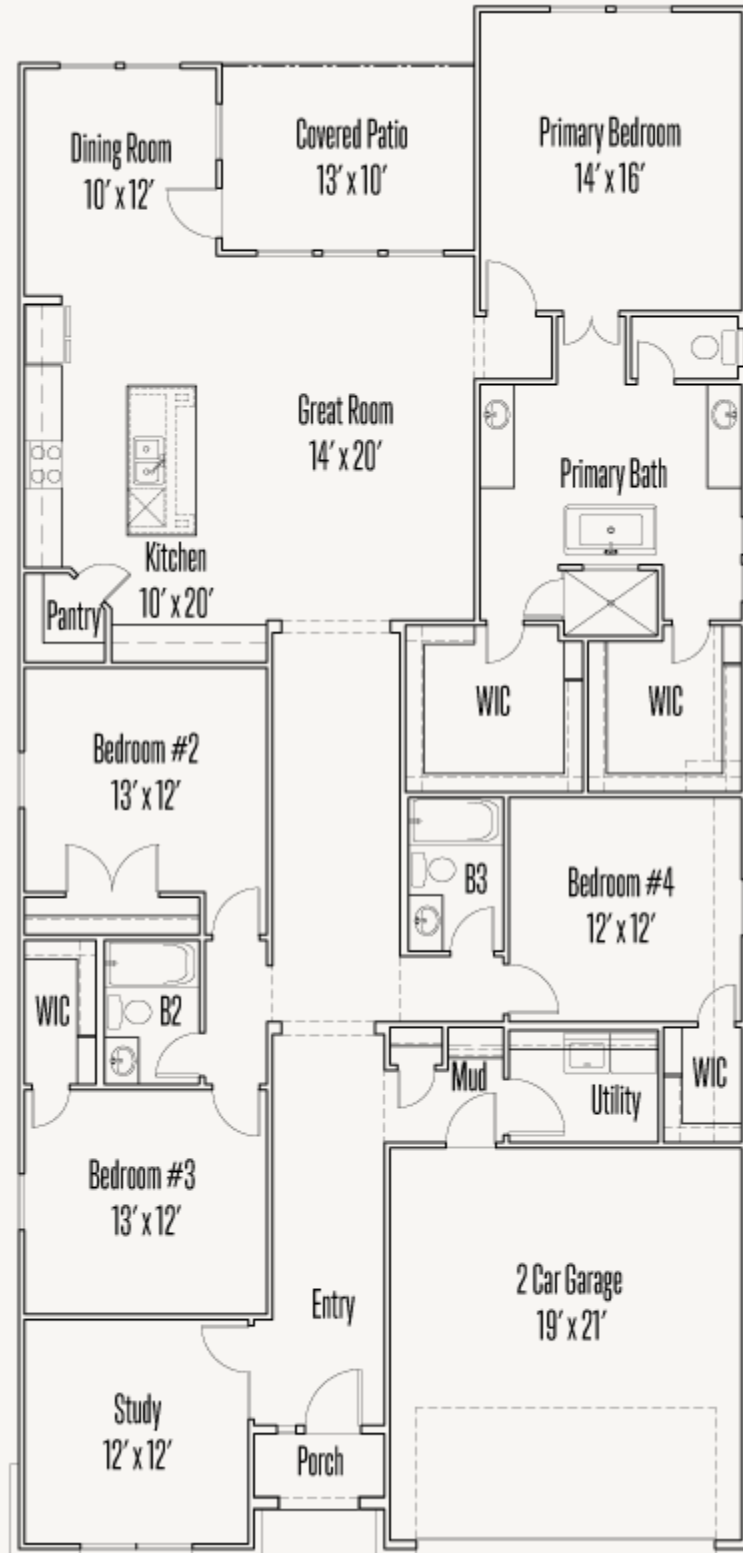 Primary Bedroom
14' x 16'
Covered Patio
13' x 10'
Dining Room
10' x 12'
Great Room
14' x 20'
Primary Bath
Kitchen
10' x 20'
Pantry
WIC
WIC
Bedroom #2
13' x 12'
B3
Bedroom #4
12' x 12'
WIC
B2
Mud
Utility
WIC
Bedroom #3
13' x 12'
2 Car Garage
19' x 21'
Entry
Study
12' x 12'
Porch